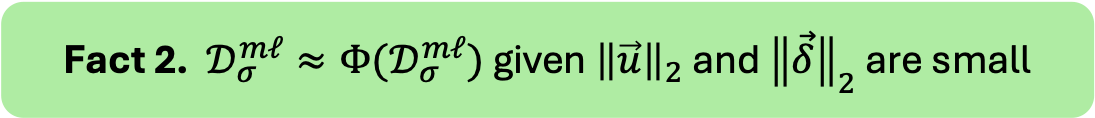 Fact 2. 𝒟_σ^{mℓ} ≈ Φ(𝒟_σ^{mℓ}) given ‖u⃗‖₂ and ‖δ⃗‖₂ are small